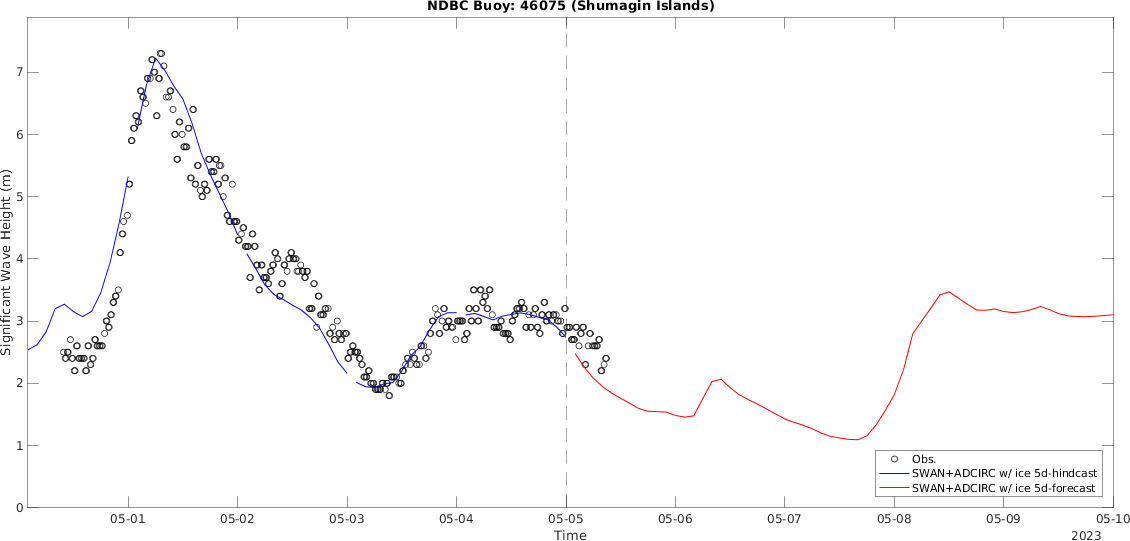 NDBC Buoy: 46075 (Shumagin Islands)
Significant Wave Height (m)
7
6
5
4
3
2
1
0
Obs.
SWAN+ADCIRC w/ ice 5d-hindcast
SWAN+ADCIRC w/ ice 5d-forecast
05-01 05-02 05-03 05-04 05-05 05-06 05-07 05-08 05-09 05-10
Time
2023